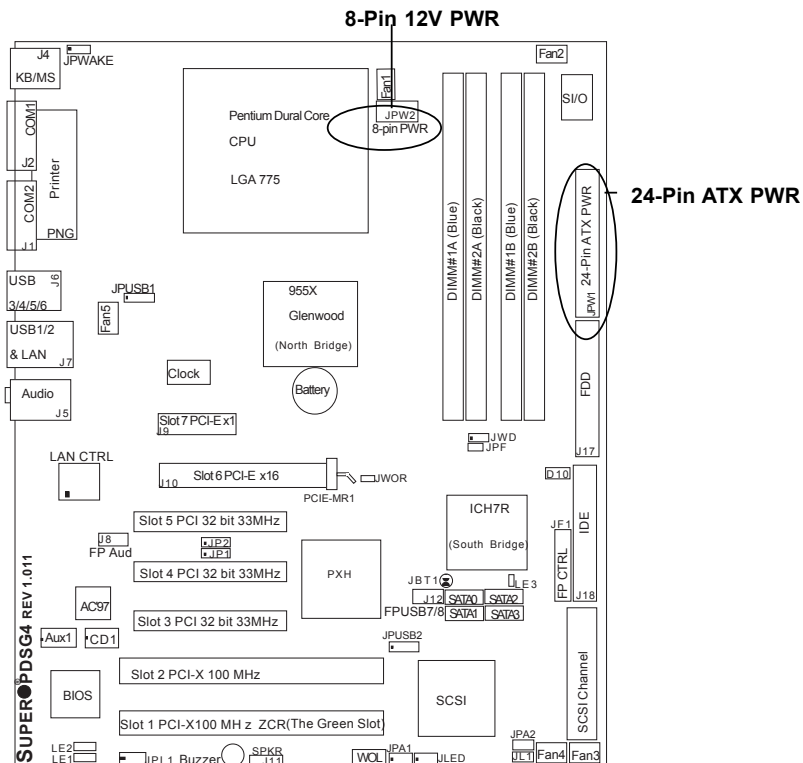 8-Pin 12V PWR
J4
KB/MS
JPWAKE
Fan2
Fan1
JPW2
8-pin PWR
SI/O
Pentium Dural Core
CPU
LGA 775
COM1
J2
Printer
COM2
J1
PNG
24-Pin ATX PWR
24-Pin ATX PWR
JPW1
DIMM#1A (Blue)
DIMM#2A (Black)
DIMM#1B (Blue)
DIMM#2B (Black)
USB
J6
3/4/5/6
JPUSB1
Fan5
955X
Glenwood
(North Bridge)
USB1/2
& LAN
J7
Clock
Battery
Audio
J5
FDD
J17
Slot 7 PCI-E x1
J9
JWD
JPF
LAN CTRL
J10
Slot 6 PCI-E x16
PCIE-MR1
JWOR
D10
ICH7R
(South Bridge)
JF1
FP CTRL
IDE
J18
Slot 5 PCI 32 bit 33MHz
J8
FP Aud
JP2
JP1
Slot 4 PCI 32 bit 33MHz
PXH
JBT1
LE3
J12
SATA0
SATA2
FPUSB7/8
SATA1
SATA3
AC97
Slot 3 PCI 32 bit 33MHz
Aux1
CD1
JPUSB2
Slot 2 PCI-X 100 MHz
BIOS
SCSI
SCSI Channel
Slot 1 PCI-X100 MH z ZCR(The Green Slot)
SUPER®PDSG4 REV 1.011
LE2
LE1
JPL1
Buzzer
SPKR
J11
WOL
JPA1
JLED
JPA2
JL1
Fan4
Fan3